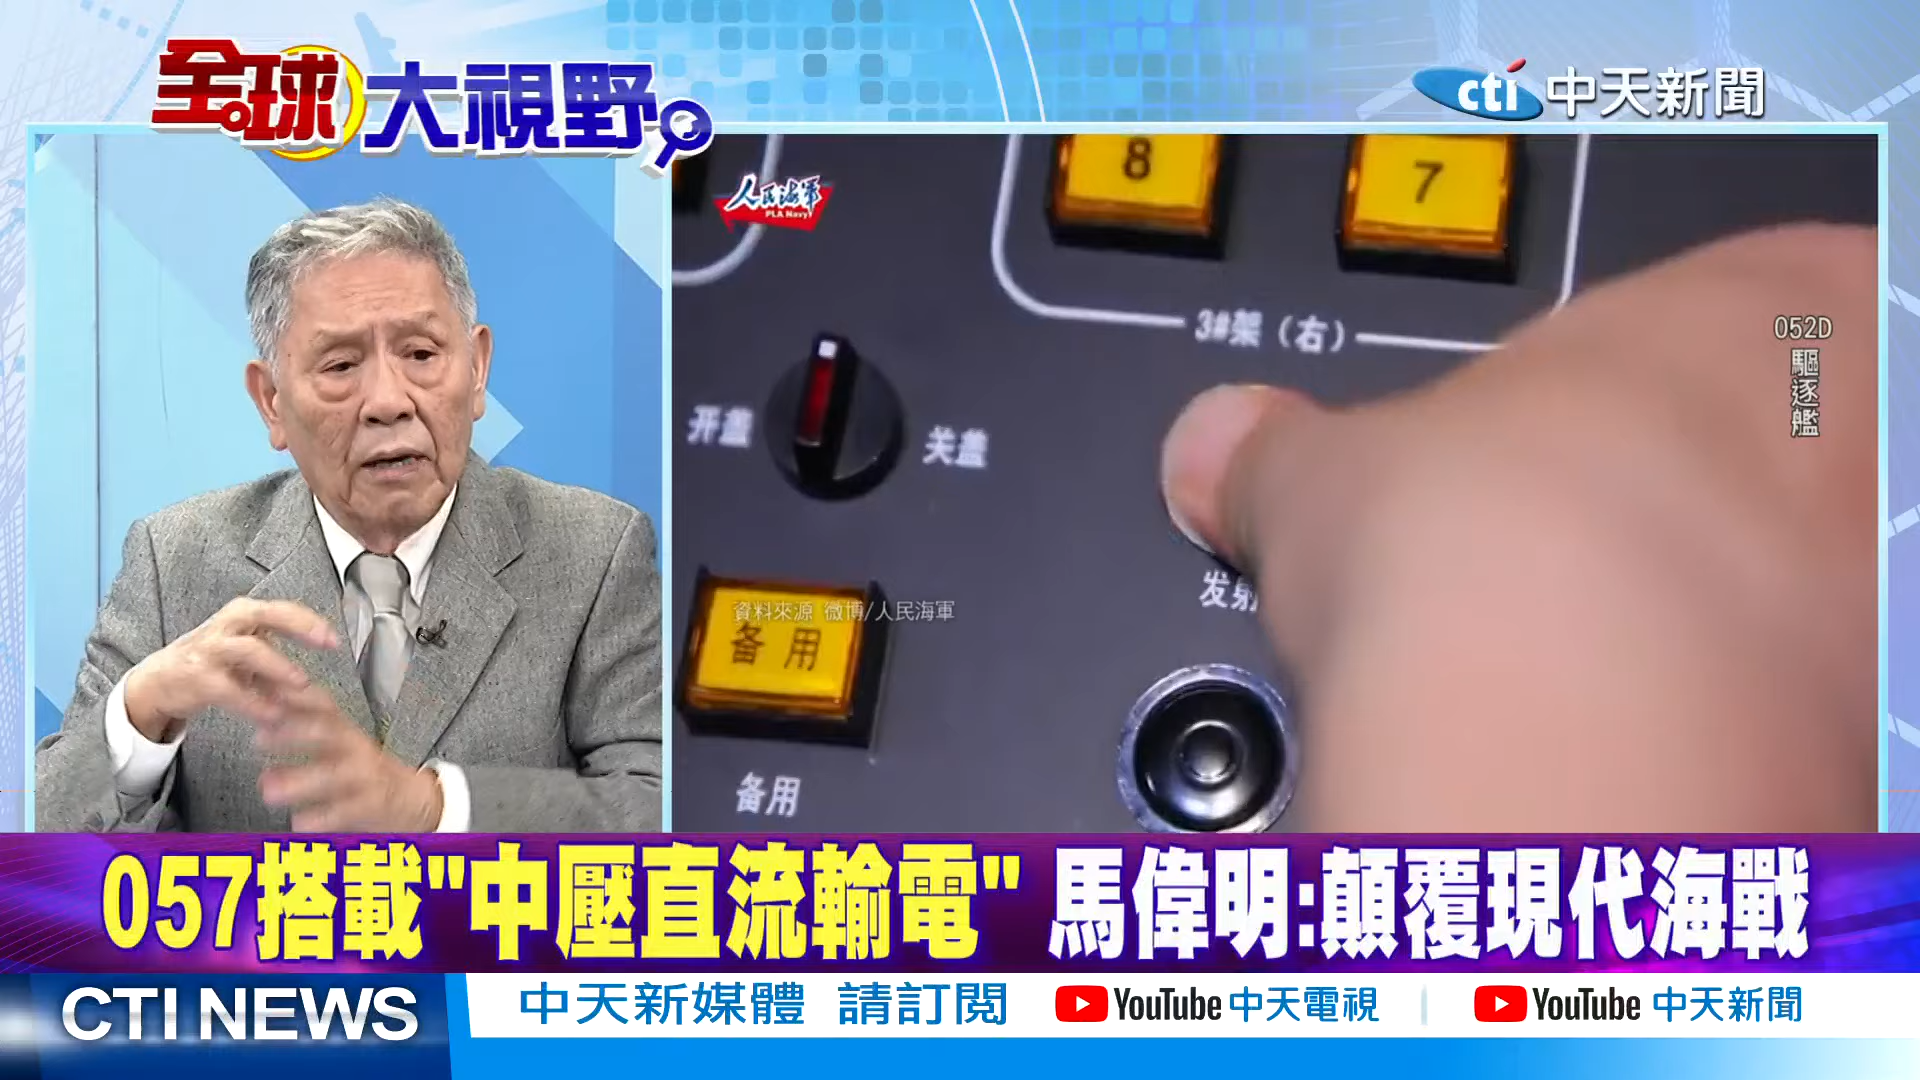 全球大視野
cti 中天新聞
人民海軍
PLA Navy
8
7
3#架（右）
052D
驅逐艦
开盖
关盖
发射
資料來源 微博/人民海軍
备用
备用
057搭載"中壓直流輸電" 馬偉明:顛覆現代海戰
CTI NEWS
中天新媒體 請訂閱 YouTube 中天電視 YouTube 中天新聞